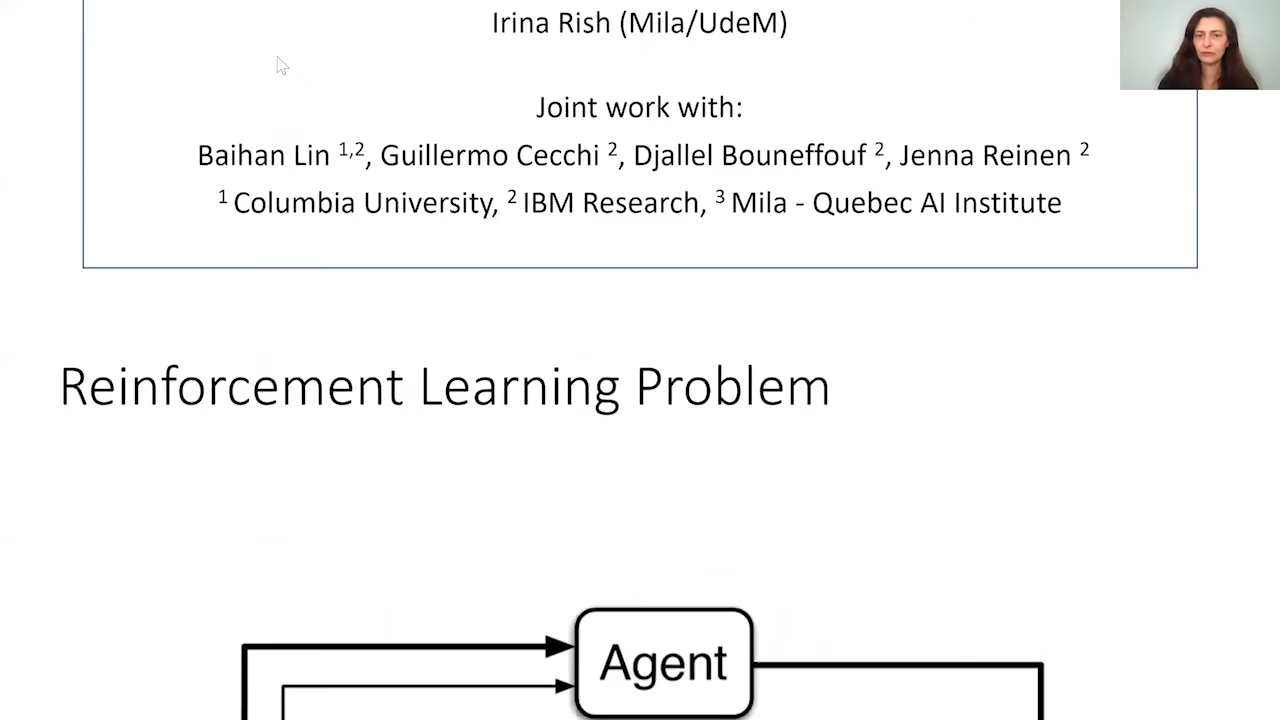 Irina Rish (Mila/UdeM)
Joint work with:
Baihan Lin 1,2, Guillermo Cecchi 2, Djallel Bouneffouf 2, Jenna Reinen 2
1 Columbia University, 2 IBM Research, 3 Mila - Quebec AI Institute
Reinforcement Learning Problem
Agent